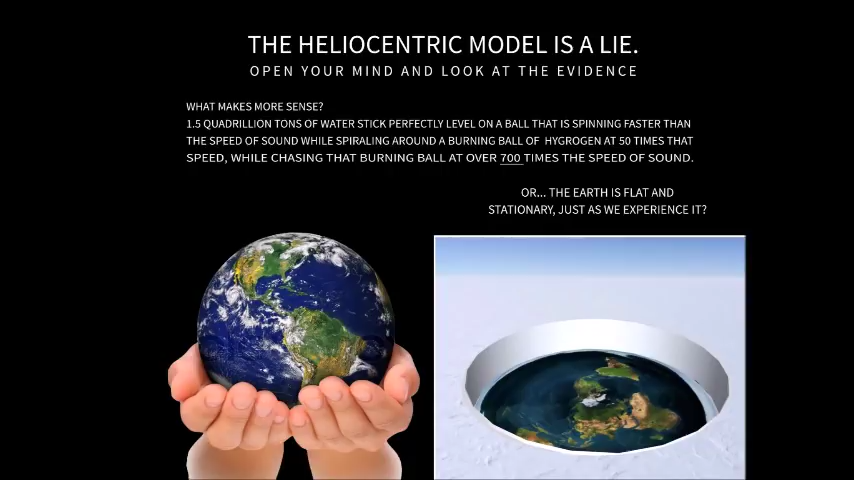 THE HELIOCENTRIC MODEL IS A LIE.
OPEN YOUR MIND AND LOOK AT THE EVIDENCE
WHAT MAKES MORE SENSE?
1.5 QUADRILLION TONS OF WATER STICK PERFECTLY LEVEL ON A BALL THAT IS SPINNING FASTER THAN
THE SPEED OF SOUND WHILE SPIRALING AROUND A BURNING BALL OF HYGROGEN AT 50 TIMES THAT
SPEED, WHILE CHASING THAT BURNING BALL AT OVER 700 TIMES THE SPEED OF SOUND.
OR... THE EARTH IS FLAT AND
STATIONARY, JUST AS WE EXPERIENCE IT?